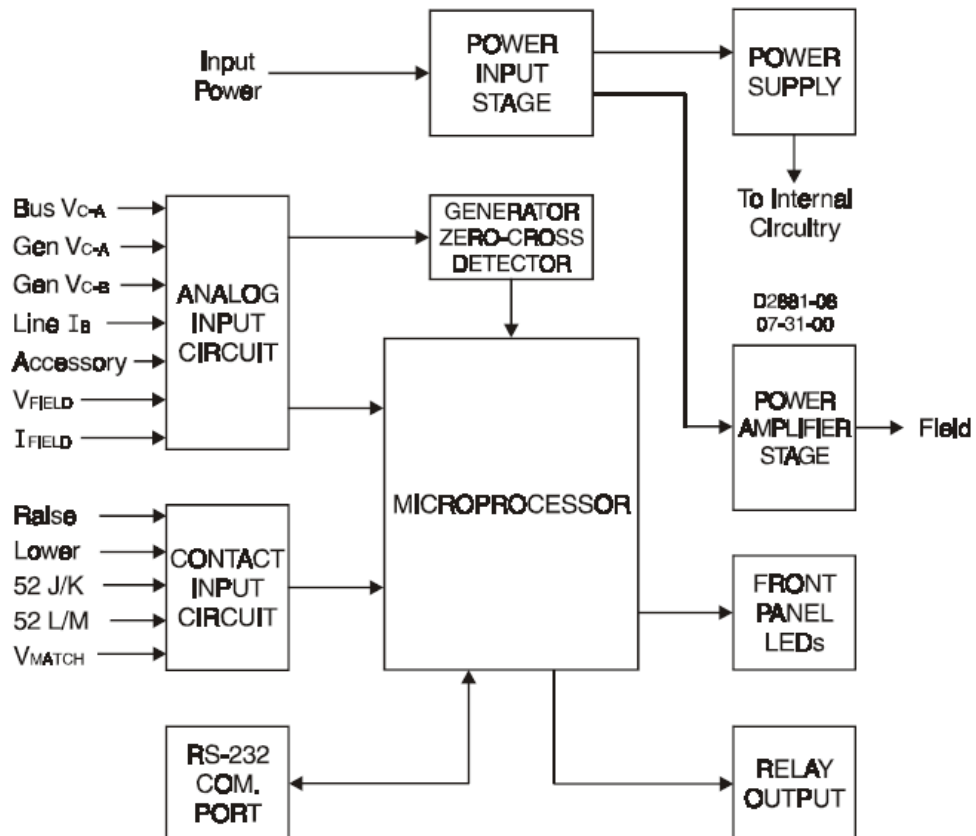 Input
Power
POWER
INPUT
STAGE
POWER
SUPPLY
To Internal
Circuitry
Bus VC-A
Gen VC-A
Gen VC-B
Line IB
Accessory
VFIELD
IFIELD
ANALOG
INPUT
CIRCUIT
GENERATOR
ZERO-CROSS
DETECTOR
D2881-08
07-31-00
MICROPROCESSOR
POWER
AMPLIFIER
STAGE
Field
Raise
Lower
52 J/K
52 L/M
VMATCH
CONTACT
INPUT
CIRCUIT
FRONT
PANEL
LEDs
RS-232
COM.
PORT
RELAY
OUTPUT